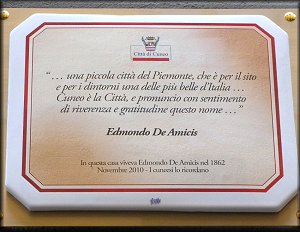 Città di Cuneo
“… una piccola città del Piemonte, che è per il sito
e per i dintorni una delle più belle d’Italia …
Cuneo è la Città, e pronuncio con sentimento
di riverenza e gratitudine questo nome …”
Edmondo De Amicis
In questa casa viveva Edmondo De Amicis nel 1862
Novembre 2010 - I cuneesi lo ricordano